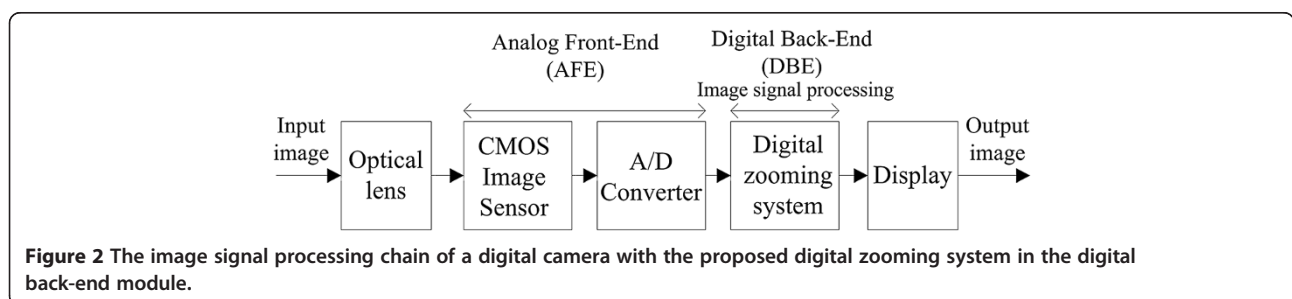 Analog Front-End
(AFE)
Digital Back-End
(DBE)
Image signal processing
Input
image
Optical
lens
CMOS
Image
Sensor
A/D
Converter
Digital
zooming
system
Display
Output
image
Figure 2 The image signal processing chain of a digital camera with the proposed digital zooming system in the digital
back-end module.